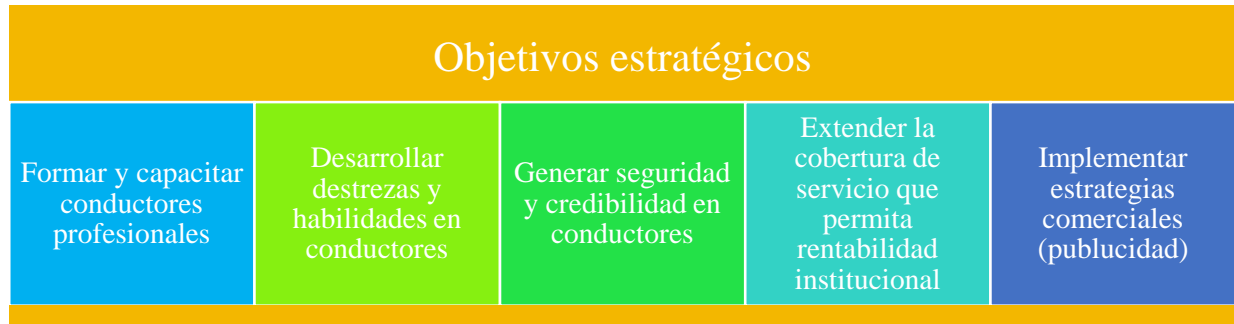 Objetivos estratégicos
Formar y capacitar
conductores
profesionales
Desarrollar
destrezas y
habilidades en
conductores
Generar seguridad
y credibilidad en
conductores
Extender la
cobertura de
servicio que
permita
rentabilidad
institucional
Implementar
estrategias
comerciales
(publucidad)